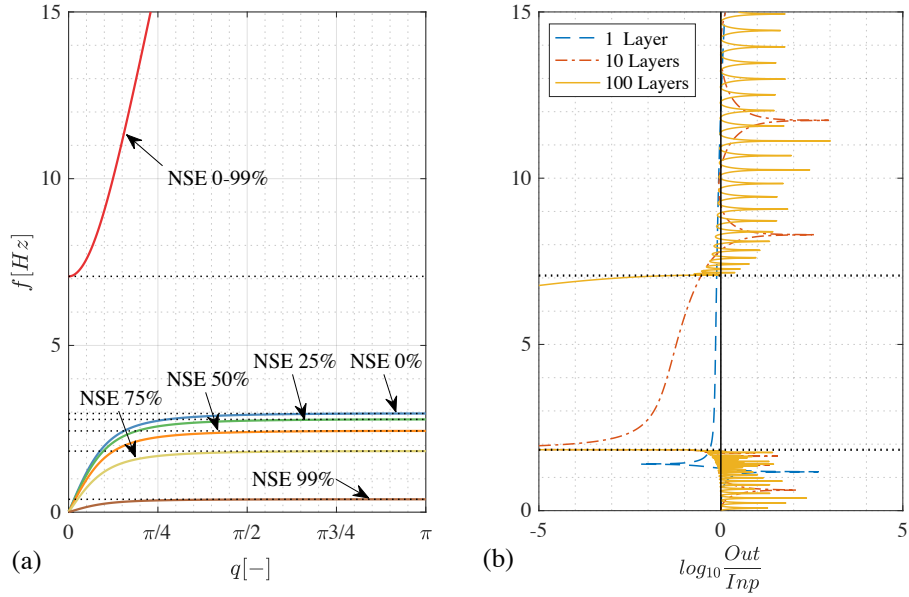 15
10
5
0
f[Hz]
NSE 0-99%
NSE 25%
NSE 0%
NSE 50%
NSE 75%
NSE 99%
0
π/4
π/2
π3/4
π
q[−]
(a)
15
10
5
0
1 Layer
10 Layers
100 Layers
-5
0
5
log₁₀ Out/Inp
(b)